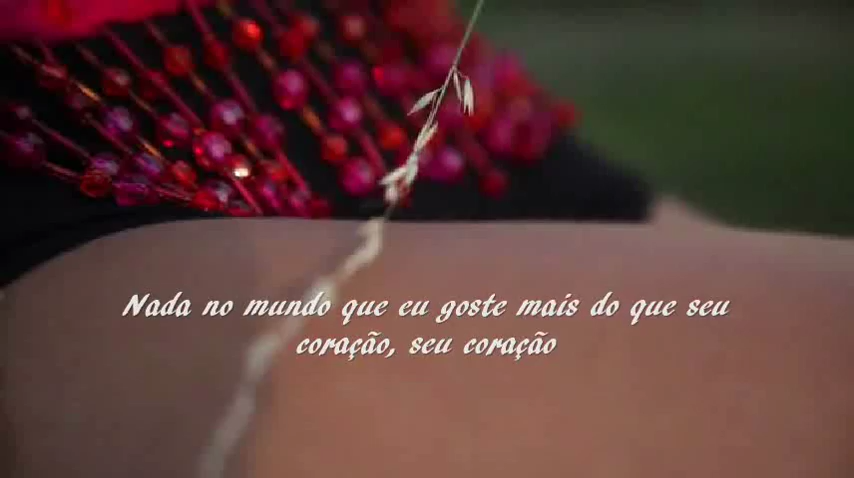 Nada no mundo que eu goste mais do que seu
coração, seu coração